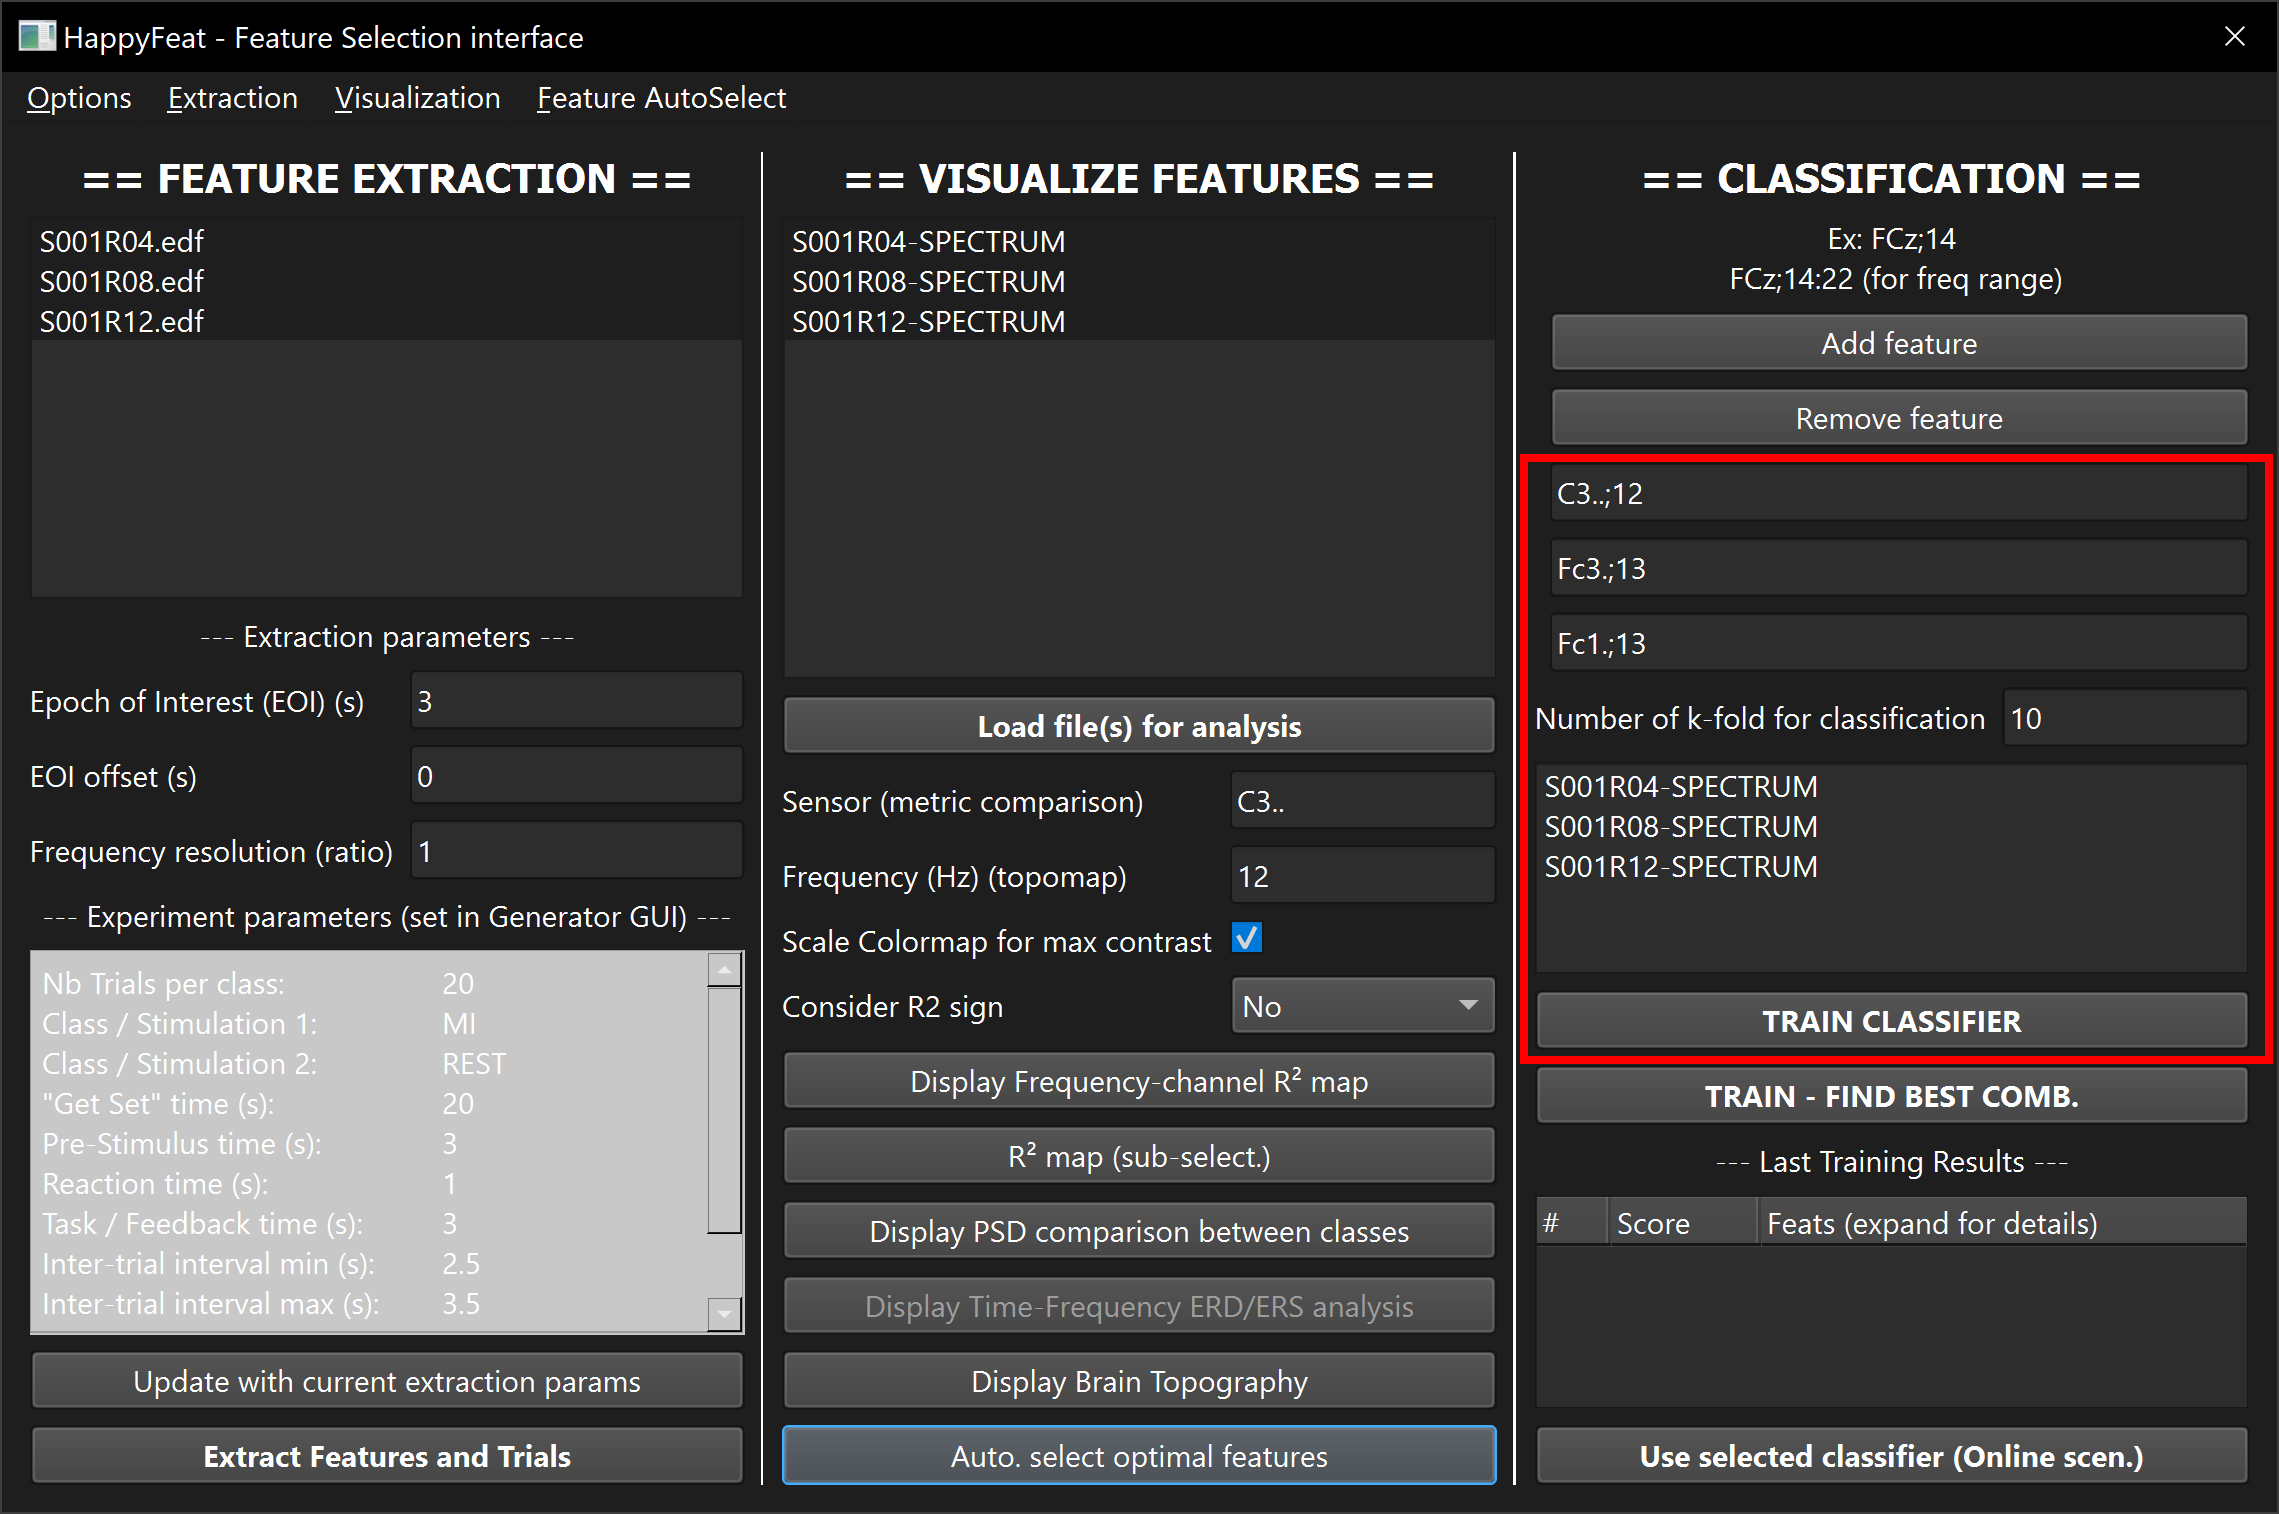 HappyFeat - Feature Selection interface
Options Extraction Visualization Feature AutoSelect
== FEATURE EXTRACTION ==
S001R04.edf
S001R08.edf
S001R12.edf
--- Extraction parameters ---
Epoch of Interest (EOI) (s) 3
EOI offset (s) 0
Frequency resolution (ratio) 1
--- Experiment parameters (set in Generator GUI) ---
Nb Trials per class: 20
Class / Stimulation 1: MI
Class / Stimulation 2: REST
"Get Set" time (s): 20
Pre-Stimulus time (s): 3
Reaction time (s): 1
Task / Feedback time (s): 3
Inter-trial interval min (s): 2.5
Inter-trial interval max (s): 3.5
Update with current extraction params
Extract Features and Trials
== VISUALIZE FEATURES ==
S001R04-SPECTRUM
S001R08-SPECTRUM
S001R12-SPECTRUM
Load file(s) for analysis
Sensor (metric comparison) C3..
Frequency (Hz) (topomap) 12
Scale Colormap for max contrast
Consider R2 sign No
Display Frequency-channel R² map
R² map (sub-select.)
Display PSD comparison between classes
Display Time-Frequency ERD/ERS analysis
Display Brain Topography
Auto. select optimal features
== CLASSIFICATION ==
Ex: FCz;14
FCz;14:22 (for freq range)
Add feature
Remove feature
C3..;12
Fc3.;13
Fc1.;13
Number of k-fold for classification 10
S001R04-SPECTRUM
S001R08-SPECTRUM
S001R12-SPECTRUM
TRAIN CLASSIFIER
TRAIN - FIND BEST COMB.
--- Last Training Results ---
# Score Feats (expand for details)
Use selected classifier (Online scen.)